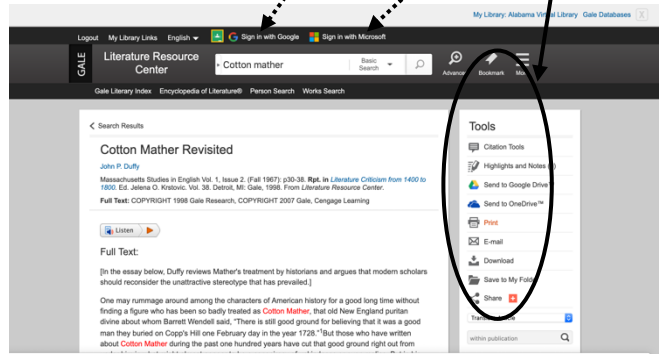 My Library: Alabama Virtual Library Gale Databases X
Logout My Library Links English Sign in with Google Sign in with Microsoft
GALE
Literature Resource
Center
Cotton mather
Basic
Search
Bookmark
Gale Literary Index Encyclopedia of Literature® Person Search Works Search
Search Results
Cotton Mather Revisited
John P. Duffy
Massachusetts Studies in English Vol. 1, Issue 2. (Fall 1967): p30-38. Rpt. in Literature Criticism from 1400 to
1800. Ed. Jelena O. Krstovic. Vol. 38. Detroit, MI: Gale, 1998. From Literature Resource Center.
Full Text: COPYRIGHT 1998 Gale Research, COPYRIGHT 2007 Gale, Cengage Learning
Listen
Full Text:
[In the essay below, Duffy reviews Mather's treatment by historians and argues that modern scholars
should reconsider the unattractive stereotype that has prevailed.]
One may rummage around among the characters of American history for a good long time without
finding a figure who has been so badly treated as Cotton Mather, that old New England puritan
divine about whom Barrett Wendell said, "There is still good ground for believing that it was a good
man they buried on Copp's Hill one February day in the year 1728."1But those who have written
about Cotton Mather during the past one hundred years have cut that good ground right out from
Tools
Citation Tools
Highlights and Notes
Send to Google Drive™
Send to OneDrive™
Print
E-mail
Download
Save to My Folder
Share
within publication